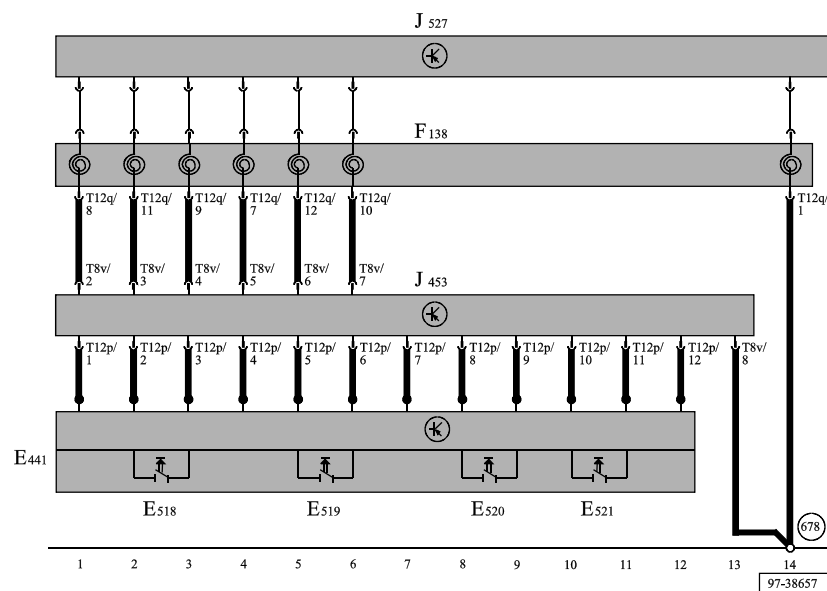 J 527
F 138
T12q/ T12q/ T12q/ T12q/ T12q/ T12q/ T12q/
8 11 9 7 12 10 1
T8v/ T8v/ T8v/ T8v/ T8v/ T8v/
2 3 4 5 6 7
J 453
T12p/ T12p/ T12p/ T12p/ T12p/ T12p/ T12p/ T12p/ T12p/ T12p/ T12p/ T12p/ T8v/
1 2 3 4 5 6 7 8 9 10 11 12 8
E441
E518 E519 E520 E521
678
1 2 3 4 5 6 7 8 9 10 11 12 13 14
97-38657